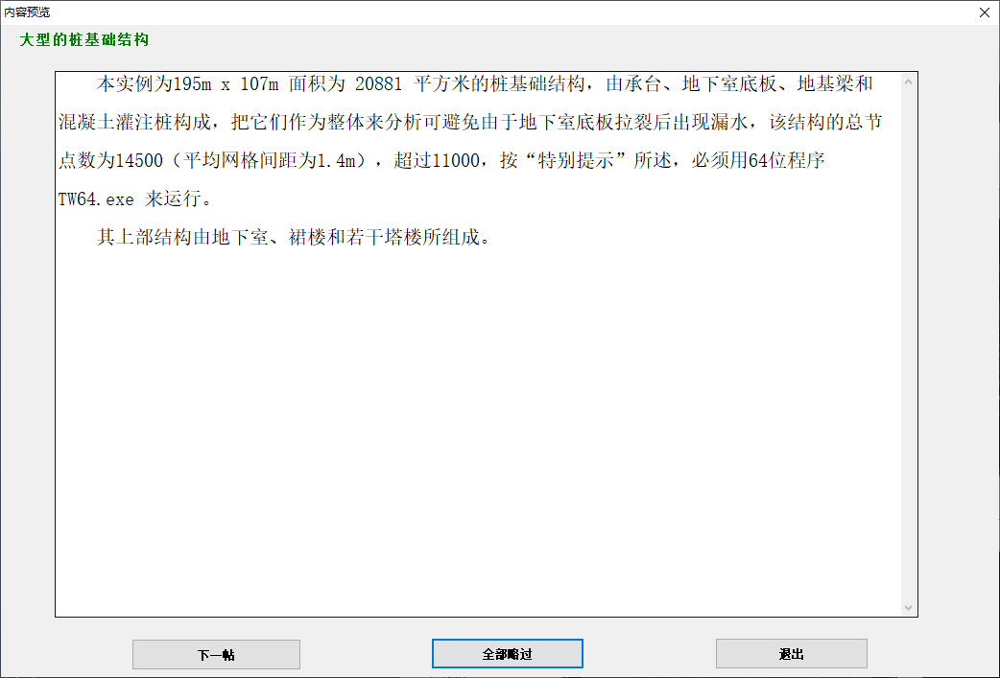 内容预览
大型的桩基础结构
本实例为195m x 107m 面积为 20881 平方米的桩基础结构，由承台、地下室底板、地基梁和
混凝土灌注桩构成，把它们作为整体来分析可避免由于地下室底板拉裂后出现漏水，该结构的总节
点数为14500（平均网格间距为1.4m），超过11000，按“特别提示”所述，必须用64位程序
TW64.exe 来运行。
其上部结构由地下室、裙楼和若干塔楼所组成。
下一帖
全部略过
退出